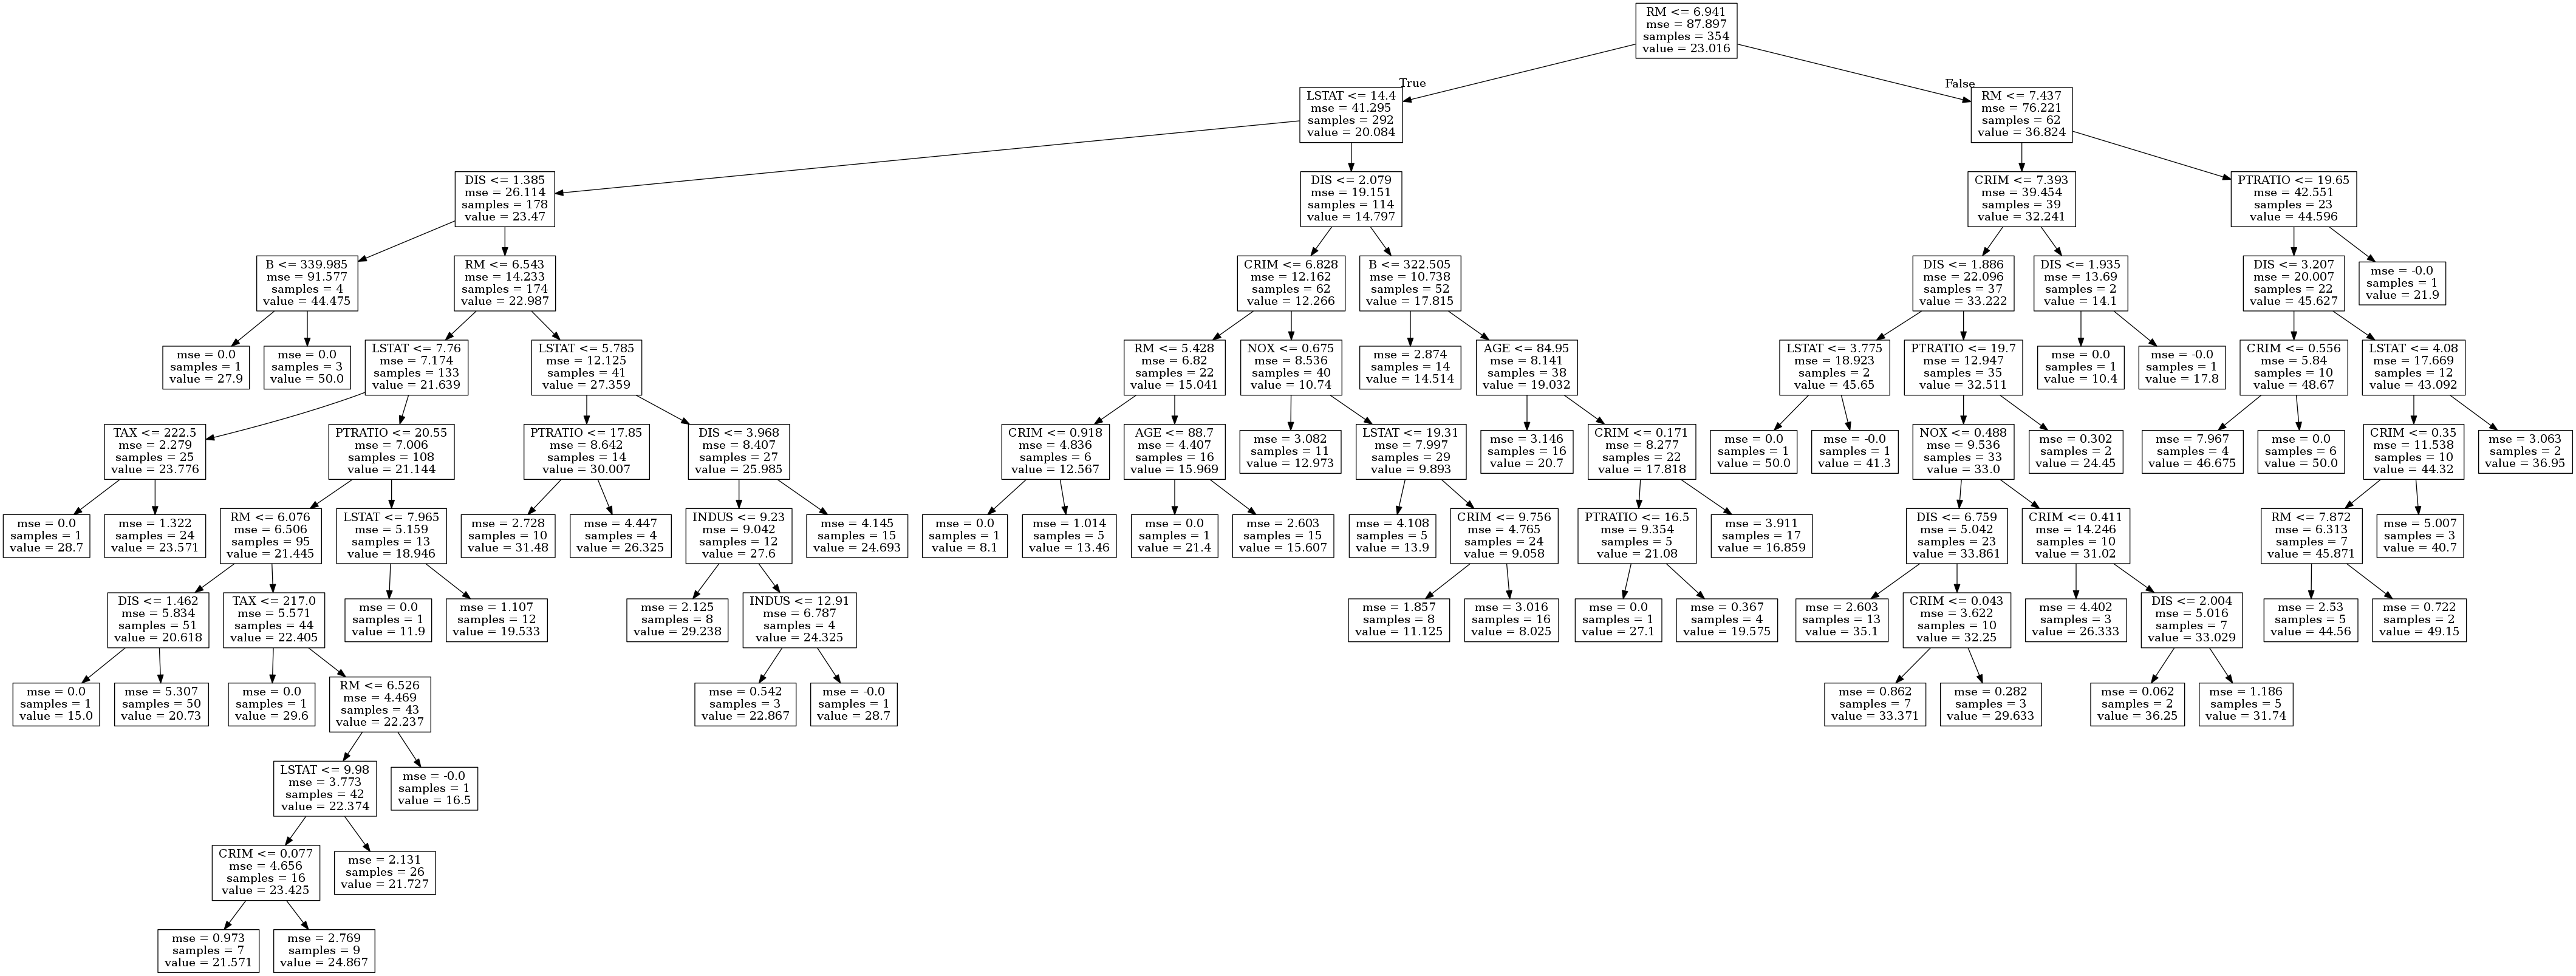 RM <= 6.941
mse = 87.897
samples = 354
value = 23.016
True
False
LSTAT <= 14.4
mse = 41.295
samples = 292
value = 20.084
RM <= 7.437
mse = 76.221
samples = 62
value = 36.824
DIS <= 1.385
mse = 26.114
samples = 178
value = 23.47
DIS <= 2.079
mse = 19.151
samples = 114
value = 14.797
CRIM <= 7.393
mse = 39.454
samples = 39
value = 32.241
PTRATIO <= 19.65
mse = 42.551
samples = 23
value = 44.596
B <= 339.985
mse = 91.577
samples = 4
value = 44.475
RM <= 6.543
mse = 14.233
samples = 174
value = 22.987
CRIM <= 6.828
mse = 12.162
samples = 62
value = 12.266
B <= 322.505
mse = 10.738
samples = 52
value = 17.815
DIS <= 1.886
mse = 22.096
samples = 37
value = 33.222
DIS <= 1.935
mse = 13.69
samples = 2
value = 14.1
DIS <= 3.207
mse = 20.007
samples = 22
value = 45.627
mse = -0.0
samples = 1
value = 21.9
mse = 0.0
samples = 1
value = 27.9
mse = 0.0
samples = 3
value = 50.0
LSTAT <= 7.76
mse = 7.174
samples = 133
value = 21.639
LSTAT <= 5.785
mse = 12.125
samples = 41
value = 27.359
RM <= 5.428
mse = 6.82
samples = 22
value = 15.041
NOX <= 0.675
mse = 8.536
samples = 40
value = 10.74
mse = 2.874
samples = 14
value = 14.514
AGE <= 84.95
mse = 8.141
samples = 38
value = 19.032
LSTAT <= 3.775
mse = 18.923
samples = 2
value = 45.65
PTRATIO <= 19.7
mse = 12.947
samples = 35
value = 32.511
mse = 0.0
samples = 1
value = 10.4
mse = -0.0
samples = 1
value = 17.8
CRIM <= 0.556
mse = 5.84
samples = 10
value = 48.67
LSTAT <= 4.08
mse = 17.669
samples = 12
value = 43.092
TAX <= 222.5
mse = 2.279
samples = 25
value = 23.776
PTRATIO <= 20.55
mse = 7.006
samples = 108
value = 21.144
PTRATIO <= 17.85
mse = 8.642
samples = 14
value = 30.007
DIS <= 3.968
mse = 8.407
samples = 27
value = 25.985
CRIM <= 0.918
mse = 4.836
samples = 6
value = 12.567
AGE <= 88.7
mse = 4.407
samples = 16
value = 15.969
mse = 3.082
samples = 11
value = 12.973
LSTAT <= 19.31
mse = 7.997
samples = 29
value = 9.893
mse = 3.146
samples = 16
value = 20.7
CRIM <= 0.171
mse = 8.277
samples = 22
value = 17.818
mse = 0.0
samples = 1
value = 50.0
mse = -0.0
samples = 1
value = 41.3
NOX <= 0.488
mse = 9.536
samples = 33
value = 33.0
mse = 0.302
samples = 2
value = 24.45
mse = 7.967
samples = 4
value = 46.675
mse = 0.0
samples = 6
value = 50.0
CRIM <= 0.35
mse = 11.538
samples = 10
value = 44.32
mse = 3.063
samples = 2
value = 36.95
mse = 0.0
samples = 1
value = 28.7
mse = 1.322
samples = 24
value = 23.571
RM <= 6.076
mse = 6.506
samples = 95
value = 21.445
LSTAT <= 7.965
mse = 5.159
samples = 13
value = 18.946
mse = 2.728
samples = 10
value = 31.48
mse = 4.447
samples = 4
value = 26.325
INDUS <= 9.23
mse = 9.042
samples = 12
value = 27.6
mse = 4.145
samples = 15
value = 24.693
mse = 0.0
samples = 1
value = 8.1
mse = 1.014
samples = 5
value = 13.46
mse = 0.0
samples = 1
value = 21.4
mse = 2.603
samples = 15
value = 15.607
mse = 4.108
samples = 5
value = 13.9
CRIM <= 9.756
mse = 4.765
samples = 24
value = 9.058
PTRATIO <= 16.5
mse = 9.354
samples = 5
value = 21.08
mse = 3.911
samples = 17
value = 16.859
DIS <= 6.759
mse = 5.042
samples = 23
value = 33.861
CRIM <= 0.411
mse = 14.246
samples = 10
value = 31.02
RM <= 7.872
mse = 6.313
samples = 7
value = 45.871
mse = 5.007
samples = 3
value = 40.7
DIS <= 1.462
mse = 5.834
samples = 51
value = 20.618
TAX <= 217.0
mse = 5.571
samples = 44
value = 22.405
mse = 0.0
samples = 1
value = 11.9
mse = 1.107
samples = 12
value = 19.533
mse = 2.125
samples = 8
value = 29.238
INDUS <= 12.91
mse = 6.787
samples = 4
value = 24.325
mse = 1.857
samples = 8
value = 11.125
mse = 3.016
samples = 16
value = 8.025
mse = 0.0
samples = 1
value = 27.1
mse = 0.367
samples = 4
value = 19.575
mse = 2.603
samples = 13
value = 35.1
CRIM <= 0.043
mse = 3.622
samples = 10
value = 32.25
mse = 4.402
samples = 3
value = 26.333
DIS <= 2.004
mse = 5.016
samples = 7
value = 33.029
mse = 2.53
samples = 5
value = 44.56
mse = 0.722
samples = 2
value = 49.15
mse = 0.0
samples = 1
value = 15.0
mse = 5.307
samples = 50
value = 20.73
mse = 0.0
samples = 1
value = 29.6
RM <= 6.526
mse = 4.469
samples = 43
value = 22.237
mse = 0.542
samples = 3
value = 22.867
mse = -0.0
samples = 1
value = 28.7
mse = 0.862
samples = 7
value = 33.371
mse = 0.282
samples = 3
value = 29.633
mse = 0.062
samples = 2
value = 36.25
mse = 1.186
samples = 5
value = 31.74
LSTAT <= 9.98
mse = 3.773
samples = 42
value = 22.374
mse = -0.0
samples = 1
value = 16.5
CRIM <= 0.077
mse = 4.656
samples = 16
value = 23.425
mse = 2.131
samples = 26
value = 21.727
mse = 0.973
samples = 7
value = 21.571
mse = 2.769
samples = 9
value = 24.867